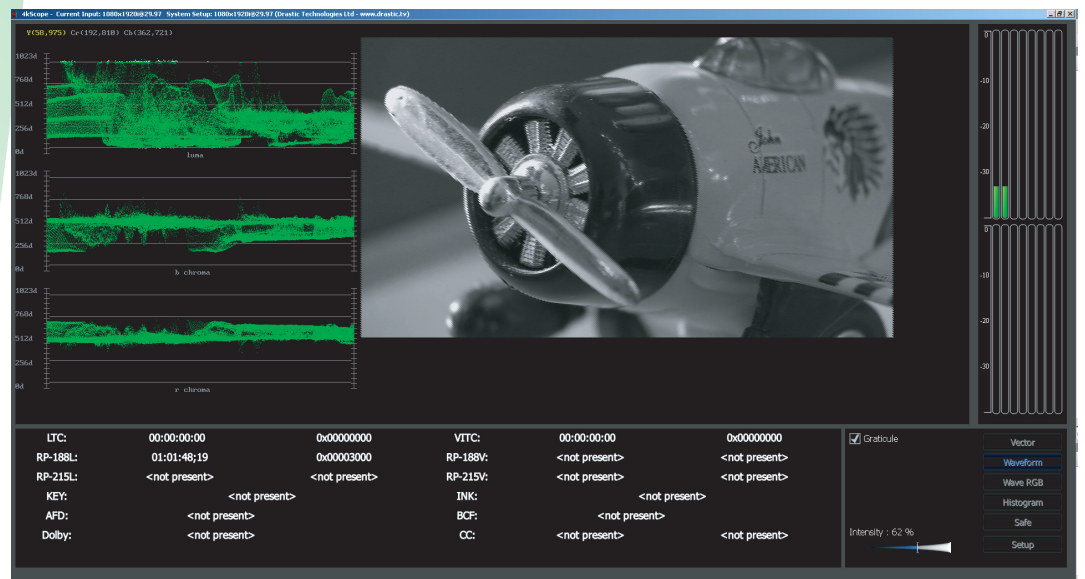 4kScope - Current Input: 1080x1920i@29.97 System Setup: 1080x1920i@29.97 (Drastic Technologies Ltd - www.drastic.tv)
Y(58,975) Cr(192,810) Cb(362,721)
1023d
768d
512d
256d
0d
luma
1023d
768d
512d
256d
0d
b chroma
1023d
768d
512d
256d
0d
r chroma
John
AMERICAN
0
-10
-20
-30
0
-10
-20
-30
LTC: 00:00:00:00 0x00000000 VITC: 00:00:00:00 0x00000000
RP-188L: 01:01:48;19 0x00003000 RP-188V: <not present> <not present>
RP-215L: <not present> <not present> RP-215V: <not present> <not present>
KEY: <not present> INK: <not present>
AFD: <not present> BCF: <not present>
Dolby: <not present> CC: <not present> <not present>
Graticule
Intensity : 62 %
Vector
Waveform
Wave RGB
Histogram
Safe
Setup